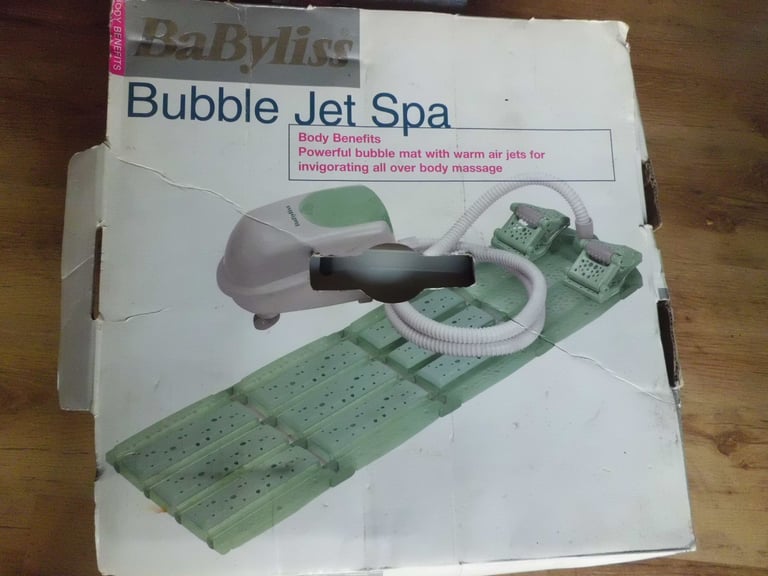 BODY BENEFITS
BaByliss®
Bubble Jet Spa
Body Benefits
Powerful bubble mat with warm air jets for
invigorating all over body massage
BaByliss